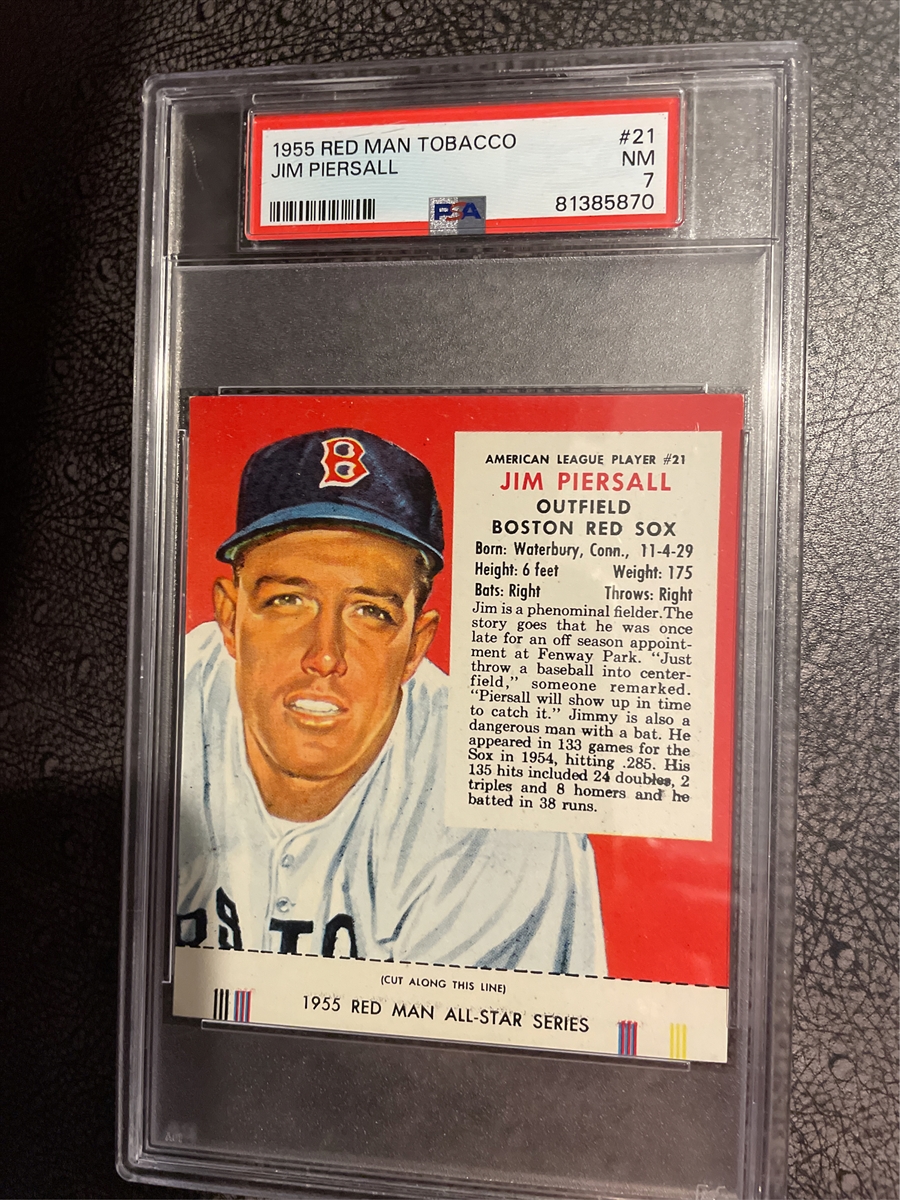 1955 RED MAN TOBACCO #21
JIM PIERSALL NM
7
PSA 81385870
B
AMERICAN LEAGUE PLAYER #21
JIM PIERSALL
OUTFIELD
BOSTON RED SOX
Born: Waterbury, Conn., 11-4-29
Height: 6 feet Weight: 175
Bats: Right Throws: Right
Jim is a phenomenal fielder. The
story goes that he was once
late for an off season appoint-
ment at Fenway Park. “Just
throw a baseball into center-
field,” someone remarked.
“Piersall will show up in time
to catch it.” Jimmy is also a
dangerous man with a bat. He
appeared in 133 games for the
Sox in 1954, hitting .285. His
135 hits included 24 doubles, 2
triples and 8 homers and he
batted in 38 runs.
(CUT ALONG THIS LINE)
1955 RED MAN ALL-STAR SERIES